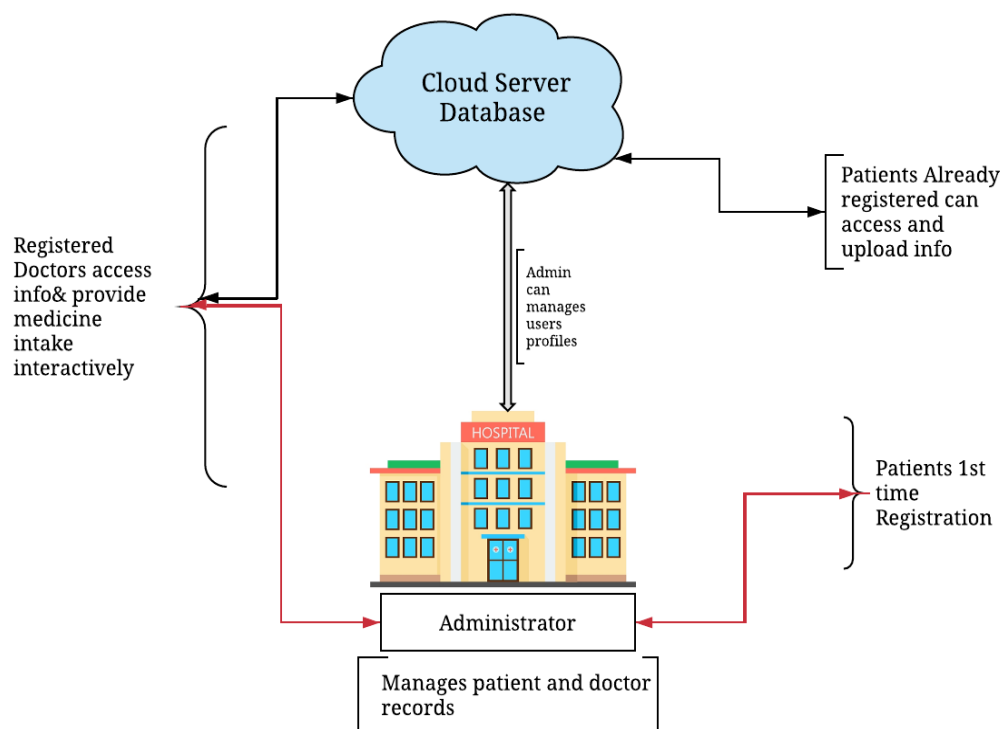 Cloud Server
Database
Patients Already
registered can
access and
upload info
Registered
Doctors access
info& provide
medicine
intake
interactively
Admin
can
manages
users
profiles
HOSPITAL
Patients 1st
time
Registration
Administrator
Manages patient and doctor
records